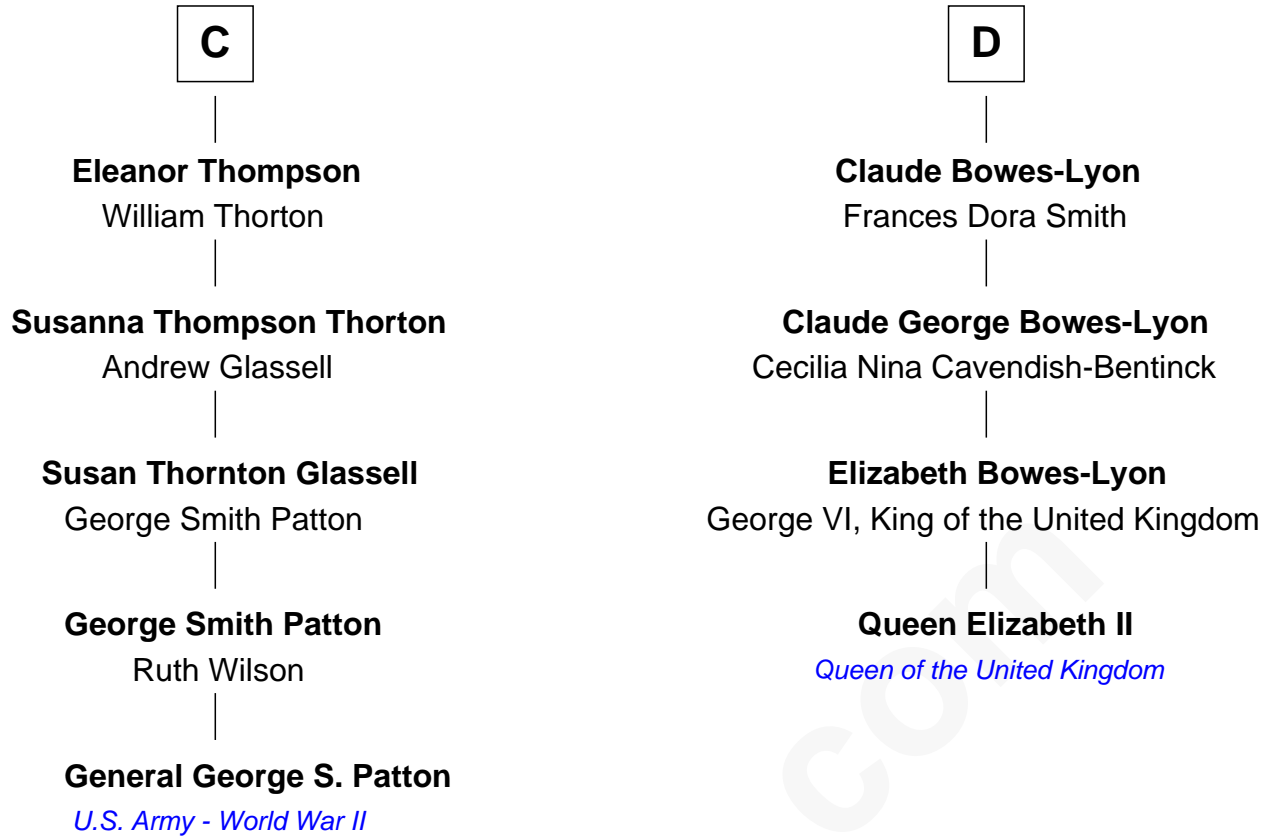 C
Eleanor Thompson
William Thorton
Susanna Thompson Thorton
Andrew Glassell
Susan Thornton Glassell
George Smith Patton
George Smith Patton
Ruth Wilson
General George S. Patton
U.S. Army - World War II
D
Claude Bowes-Lyon
Frances Dora Smith
Claude George Bowes-Lyon
Cecilia Nina Cavendish-Bentinck
Elizabeth Bowes-Lyon
George VI, King of the United Kingdom
Queen Elizabeth II
Queen of the United Kingdom
com